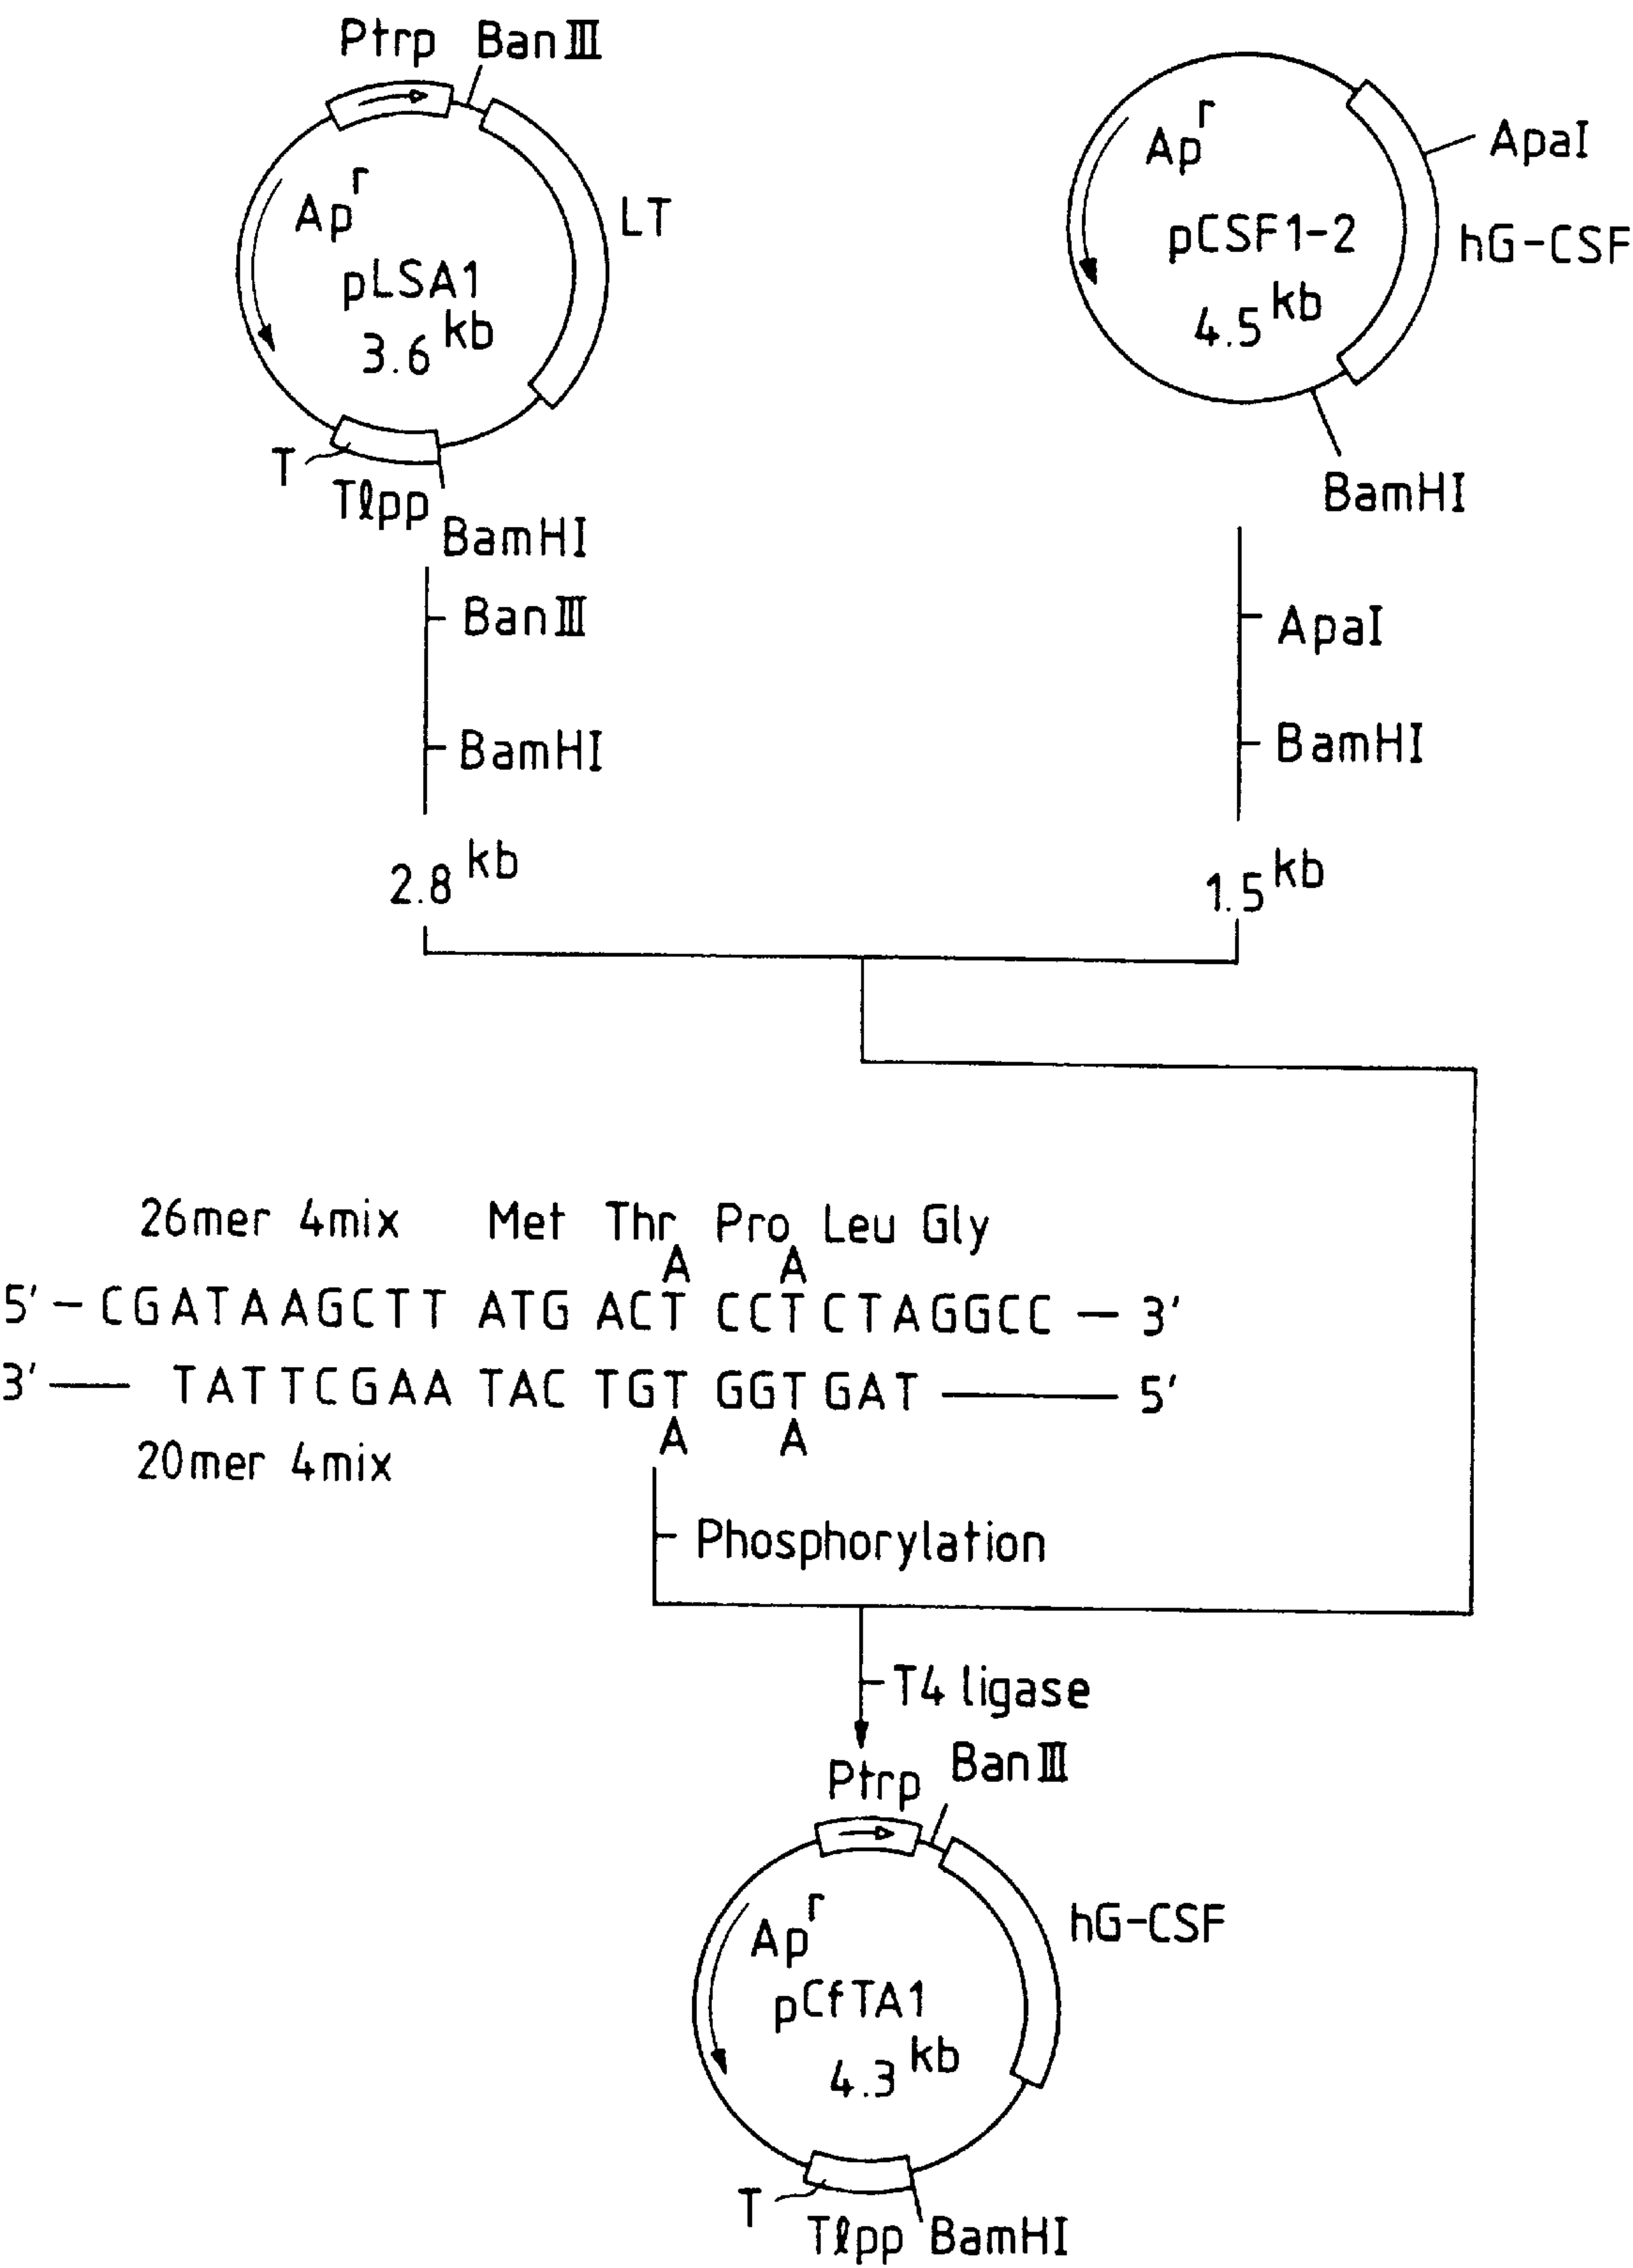 Ptrp BanIII
Apr
pLSA1
3.6 kb
LT
T
Tlpp
BamHI
BanIII
BamHI
2.8 kb
Apr
pCSF1-2
4.5 kb
ApaI
hG-CSF
BamHI
ApaI
BamHI
1.5 kb
26mer 4mix Met Thr Pro Leu Gly
A A
5' - CGATAAGCTT ATG ACT CCT CTAGGCC — 3'
3' — TATTCGAA TAC TGT GGT GAT — 5'
A A
20mer 4mix
Phosphorylation
T4 ligase
Ptrp BanIII
Apr
pCfTA1
4.3 kb
hG-CSF
T
Tlpp BamHI